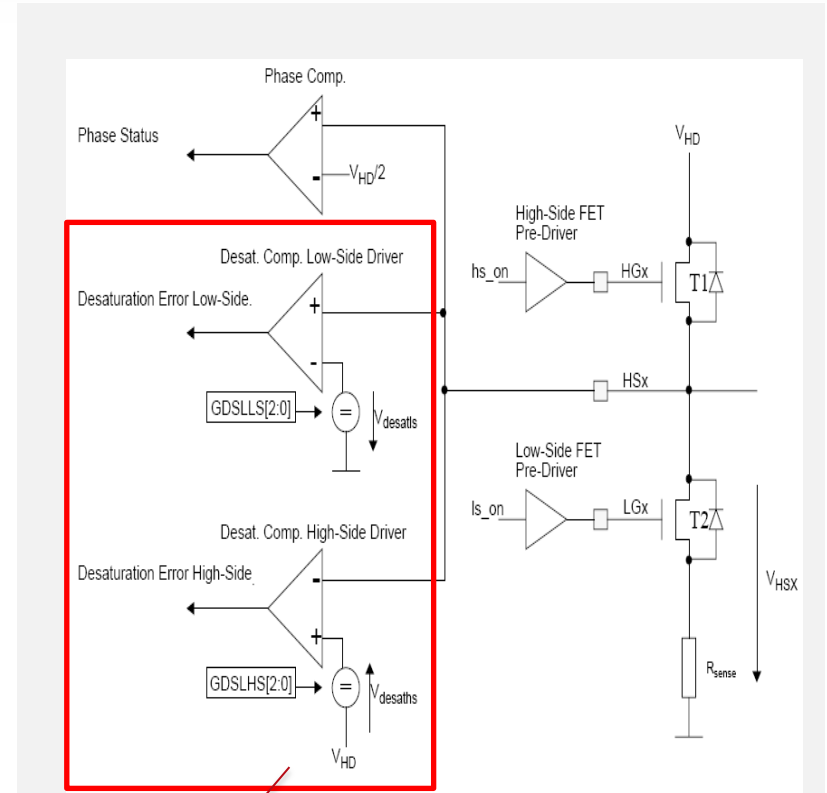 Phase Comp.
Phase Status
+
-
V_HD/2
V_HD
High-Side FET
Pre-Driver
hs_on
HGx
T1
Desat. Comp. Low-Side Driver
Desaturation Error Low-Side.
+
-
GDSLLS[2:0]
=
V_desatls
HSx
Low-Side FET
Pre-Driver
ls_on
LGx
T2
Desat. Comp. High-Side Driver
Desaturation Error High-Side.
-
+
GDSLHS[2:0]
=
V_desaths
V_HD
V_HSX
R_sense